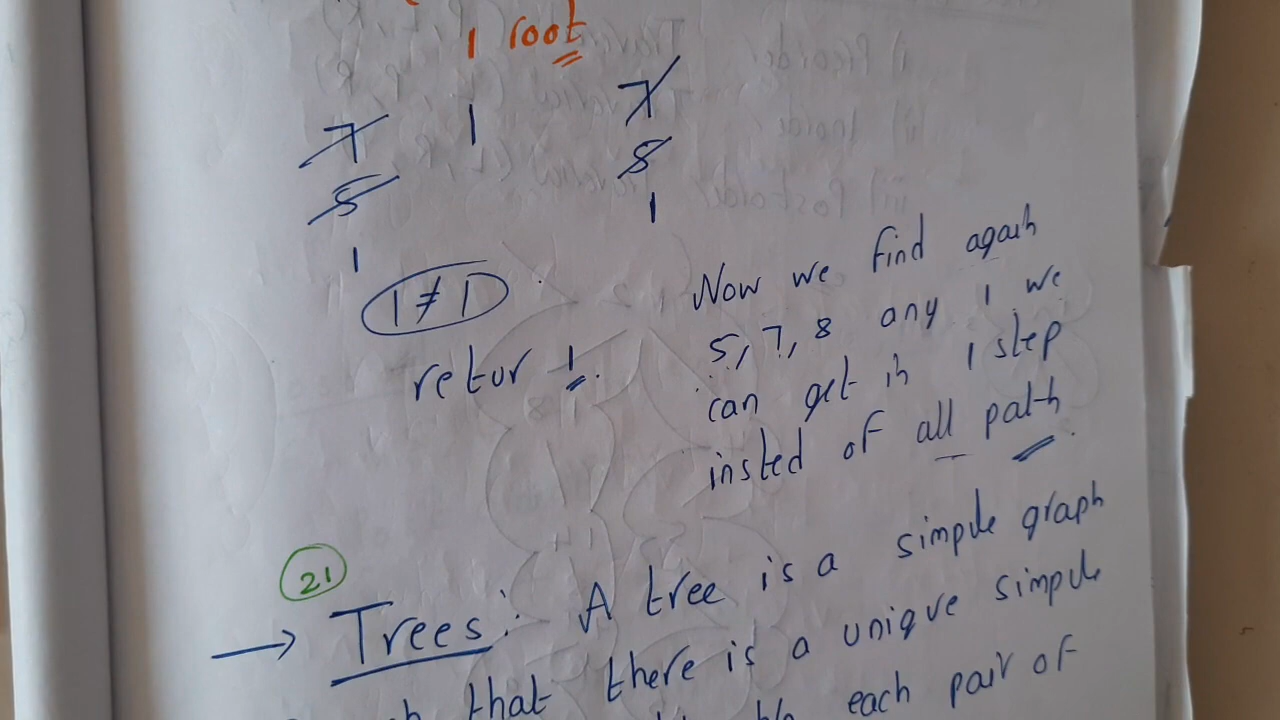 1 root
7 1 7
5 8
1 1
1 ≠ 1
retur 1.
Now we find again
5, 7, 8 any 1 we
can get in 1 step
insted of all path.
21
→ Trees: A tree is a simple graph
that there is a unique simple
each pair of